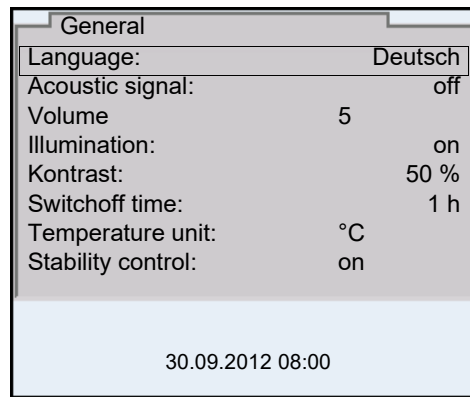 General
Language: Deutsch
Acoustic signal: off
Volume 5
Illumination: on
Kontrast: 50 %
Switchoff time: 1 h
Temperature unit: °C
Stability control: on
30.09.2012 08:00